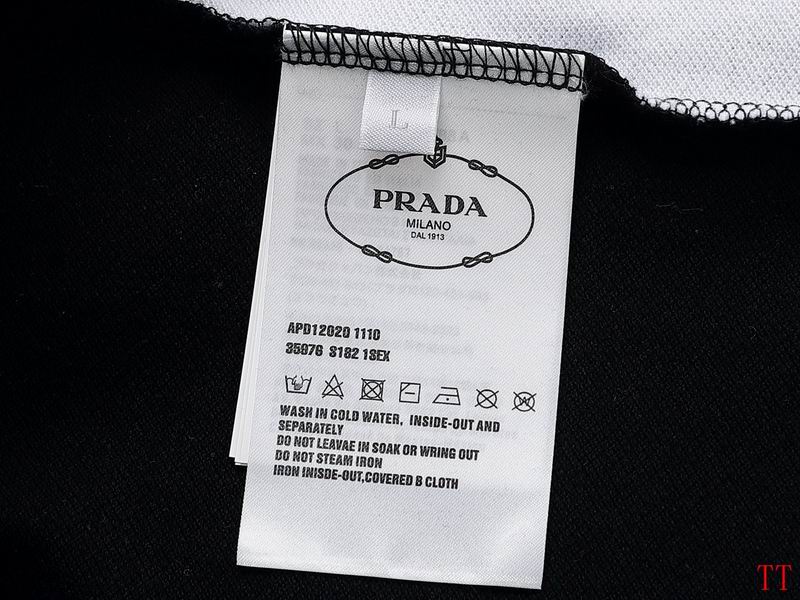 L
PRADA
MILANO
DAL 1913
APD12020 1110
35976 S182 1SEX
WASH IN COLD WATER, INSIDE-OUT AND
SEPARATELY
DO NOT LEAVAE IN SOAK OR WRING OUT
DO NOT STEAM IRON
IRON INISDE-OUT,COVERED B CLOTH
TT